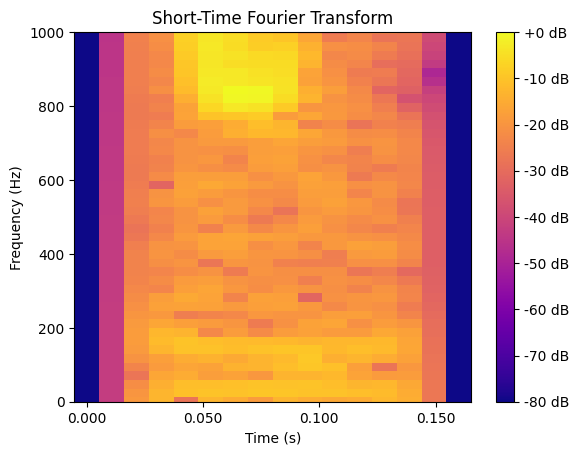 Short-Time Fourier Transform
1000
800
600
400
200
0
Frequency (Hz)
0.000
0.050
0.100
0.150
Time (s)
+0 dB
-10 dB
-20 dB
-30 dB
-40 dB
-50 dB
-60 dB
-70 dB
-80 dB